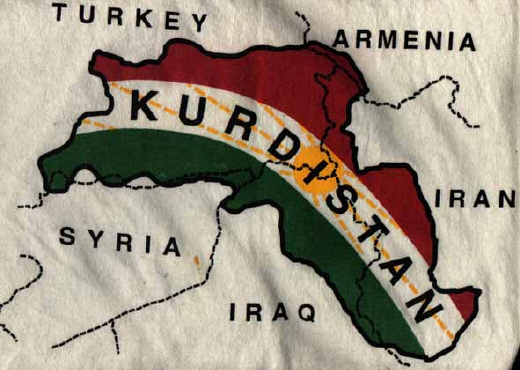 TURKEY
ARMENIA
KURDISTAN
IRAN
SYRIA
IRAQ